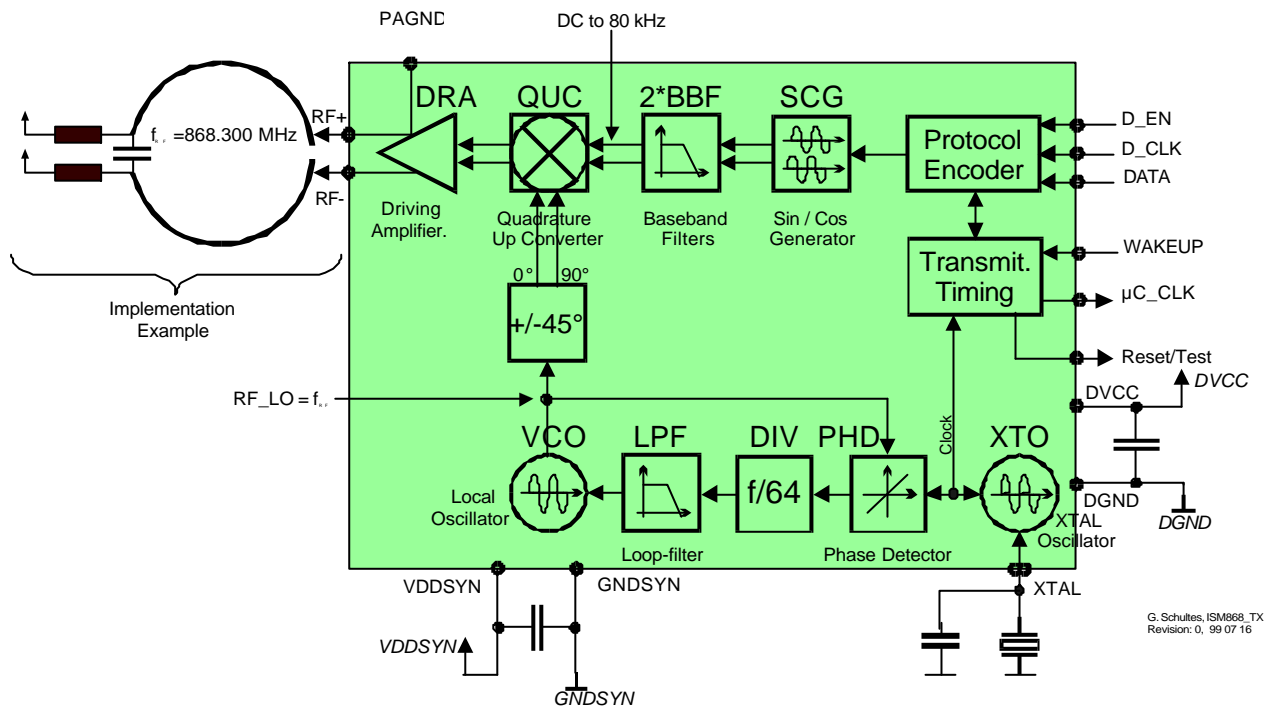 PAGND
DC to 80 kHz
DRA
QUC
2*BBF
SCG
RF+
f =868.300 MHz
RF-
Protocol
Encoder
D_EN
D_CLK
DATA
Driving
Amplifier.
Quadrature
Up Converter
Baseband
Filters
Sin / Cos
Generator
Transmit.
Timing
WAKEUP
µC_CLK
0°
90°
+/-45°
Implementation
Example
Reset/Test
DVCC
DVCC
RF_LO = f
Clock
VCO
LPF
DIV
PHD
XTO
f/64
Local
Oscillator
Loop-filter
Phase Detector
XTAL
Oscillator
DGND
DGND
VDDSYN
GNDSYN
XTAL
VDDSYN
GNDSYN
G. Schultes, ISM868_TX
Revision: 0, 99 07 16